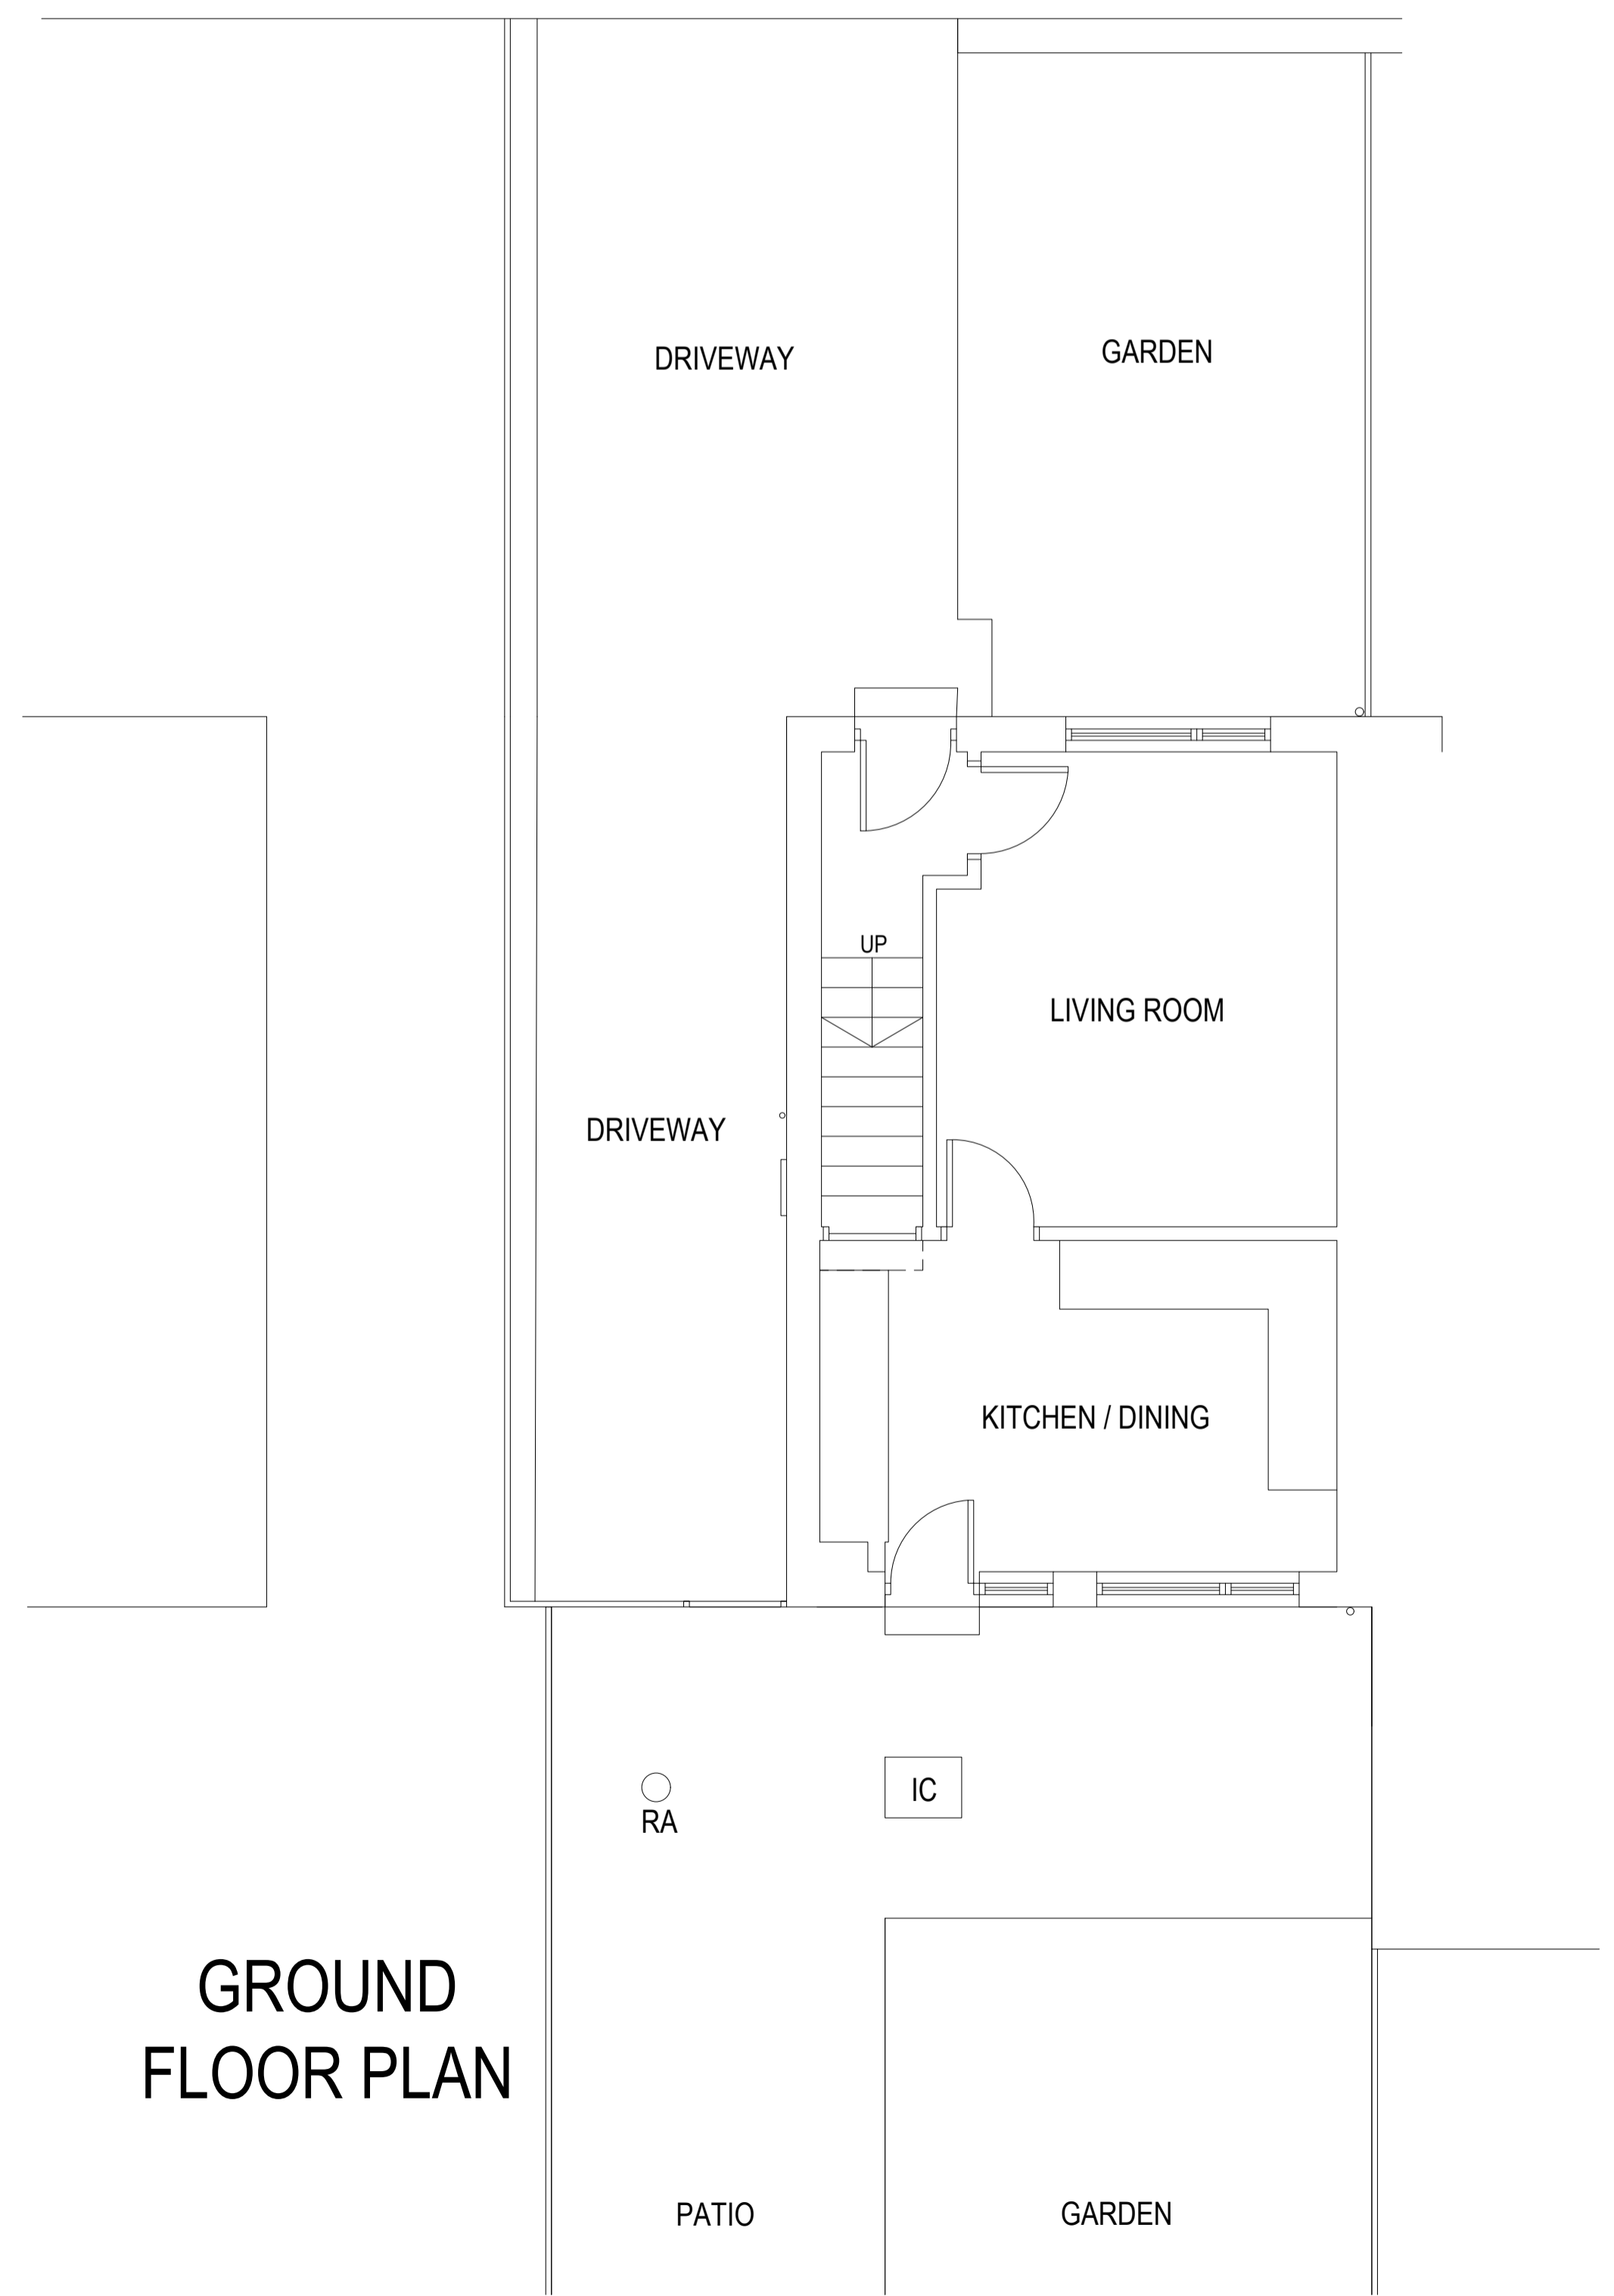 DRIVEWAY
GARDEN
UP
LIVING ROOM
DRIVEWAY
KITCHEN / DINING
IC
RA
GROUND
FLOOR PLAN
PATIO
GARDEN